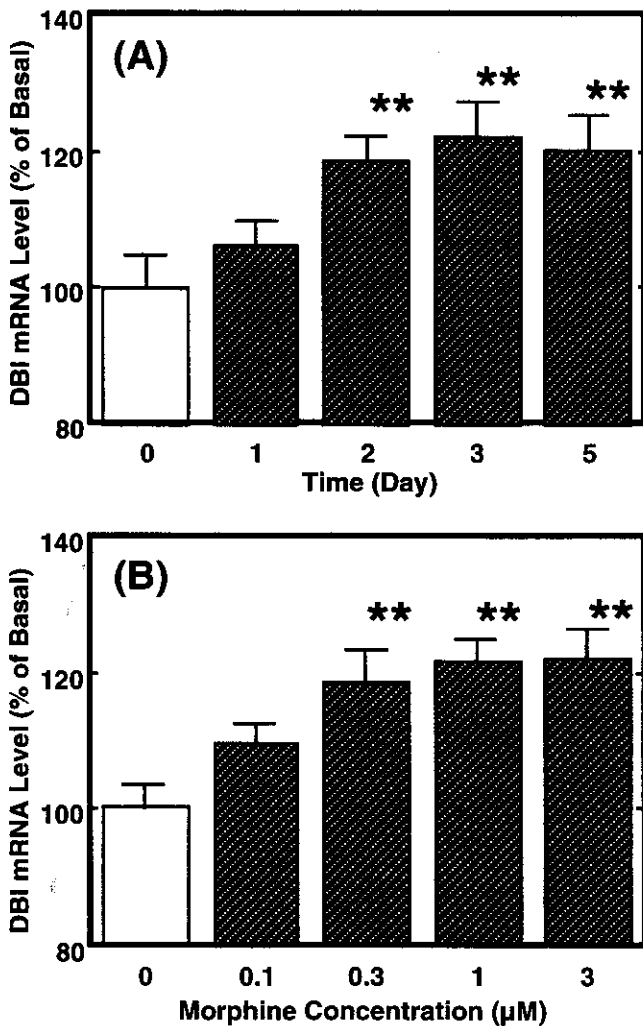 140
(A)
** ** **
120
100
80
DBI mRNA Level (% of Basal)
0 1 2 3 5
Time (Day)
140
(B)
** ** **
120
100
80
DBI mRNA Level (% of Basal)
0 0.1 0.3 1 3
Morphine Concentration (µM)